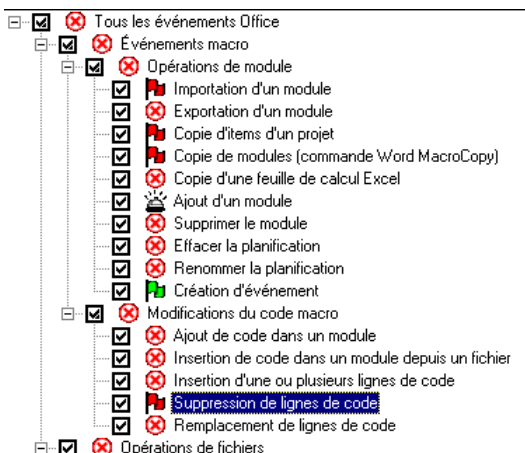 Tous les événements Office
Événements macro
Opérations de module
Importation d'un module
Exportation d'un module
Copie d'items d'un projet
Copie de modules (commande Word MacroCopy)
Copie d'une feuille de calcul Excel
Ajout d'un module
Supprimer le module
Effacer la planification
Renommer la planification
Création d'événement
Modifications du code macro
Ajout de code dans un module
Insertion de code dans un module depuis un fichier
Insertion d'une ou plusieurs lignes de code
Suppression de lignes de code
Remplacement de lignes de code
Opérations de fichiers